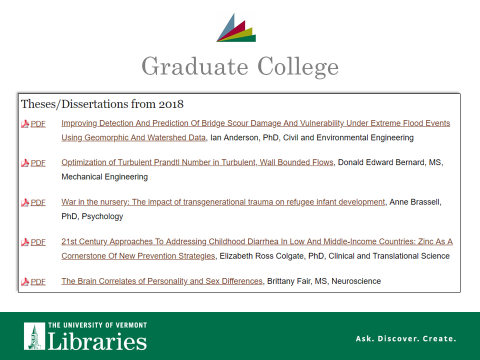 Graduate College
Theses/Dissertations from 2018
PDF Improving Detection And Prediction Of Bridge Scour Damage And Vulnerability Under Extreme Flood Events
Using Geomorphic And Watershed Data, Ian Anderson, PhD, Civil and Environmental Engineering
PDF Optimization of Turbulent Prandtl Number in Turbulent, Wall Bounded Flows, Donald Edward Bernard, MS,
Mechanical Engineering
PDF War in the nursery: The impact of transgenerational trauma on refugee infant development, Anne Brassell,
PhD, Psychology
PDF 21st Century Approaches To Addressing Childhood Diarrhea In Low And Middle-Income Countries: Zinc As A
Cornerstone Of New Prevention Strategies, Elizabeth Ross Colgate, PhD, Clinical and Translational Science
PDF The Brain Correlates of Personality and Sex Differences, Brittany Fair, MS, Neuroscience
THE UNIVERSITY OF VERMONT
Libraries
Ask. Discover. Create.